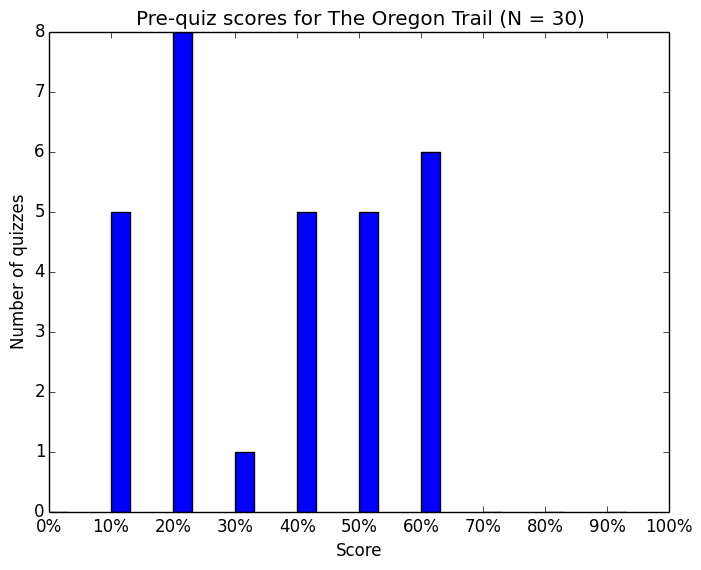 Pre-quiz scores for The Oregon Trail (N = 30)
8
7
6
5
4
3
2
1
0
Number of quizzes
0% 10% 20% 30% 40% 50% 60% 70% 80% 90% 100%
Score